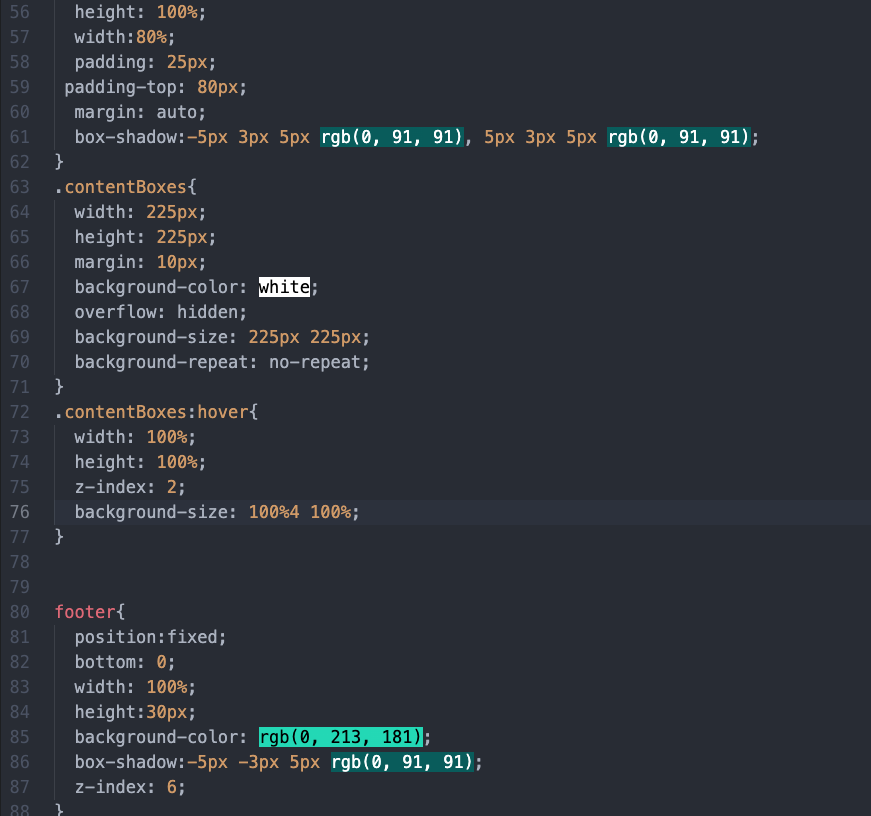 56 height: 100%;
57 width:80%;
58 padding: 25px;
59 padding-top: 80px;
60 margin: auto;
61 box-shadow:-5px 3px 5px rgb(0, 91, 91), 5px 3px 5px rgb(0, 91, 91);
62 }
63 .contentBoxes{
64 width: 225px;
65 height: 225px;
66 margin: 10px;
67 background-color: white;
68 overflow: hidden;
69 background-size: 225px 225px;
70 background-repeat: no-repeat;
71 }
72 .contentBoxes:hover{
73 width: 100%;
74 height: 100%;
75 z-index: 2;
76 background-size: 100%4 100%;
77 }
78
79
80 footer{
81 position:fixed;
82 bottom: 0;
83 width: 100%;
84 height:30px;
85 background-color: rgb(0, 213, 181);
86 box-shadow:-5px -3px 5px rgb(0, 91, 91);
87 z-index: 6;
88 }